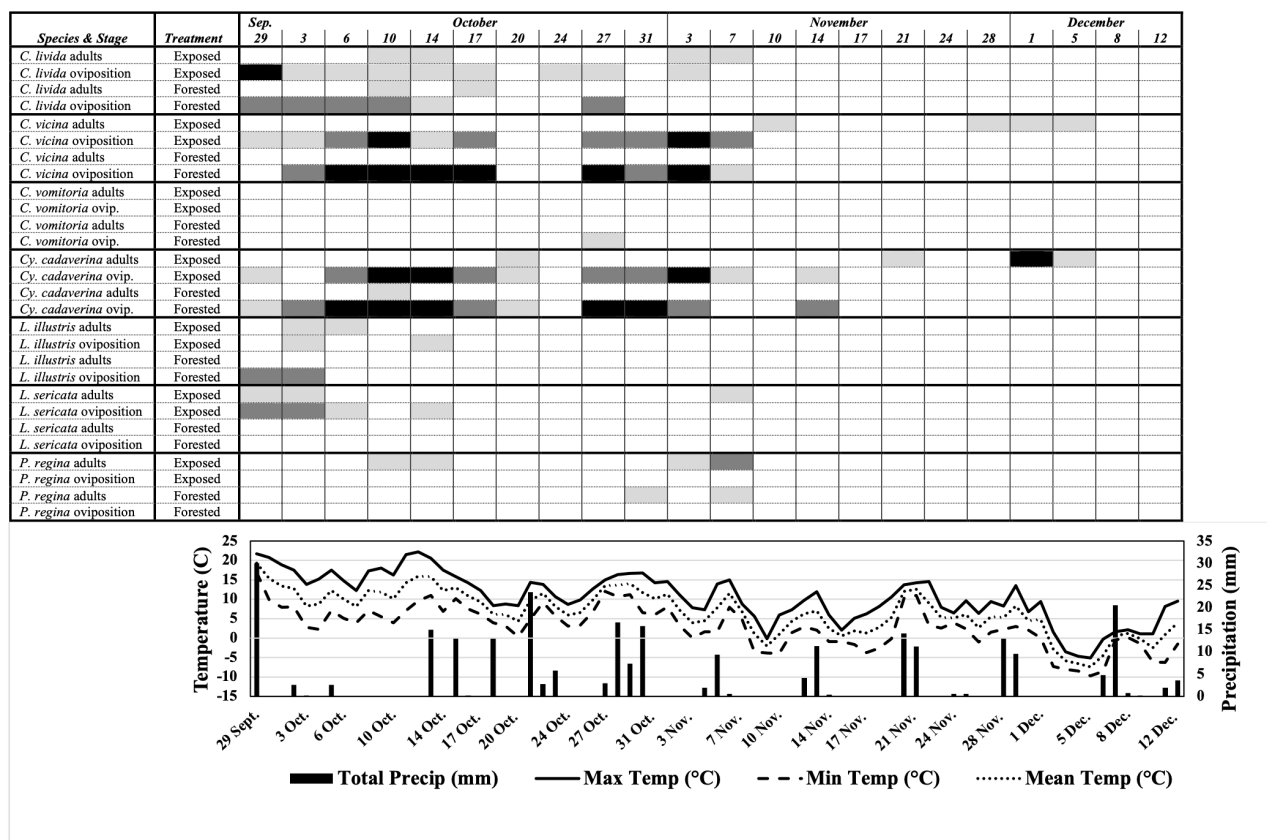 Sep. October November December
Species & Stage Treatment 29 3 6 10 14 17 20 24 27 31 3 7 10 14 17 21 24 28 1 5 8 12
C. livida adults Exposed
C. livida oviposition Exposed
C. livida adults Forested
C. livida oviposition Forested
C. vicina adults Exposed
C. vicina oviposition Exposed
C. vicina adults Forested
C. vicina oviposition Forested
C. vomitoria adults Exposed
C. vomitoria ovip. Exposed
C. vomitoria adults Forested
C. vomitoria ovip. Forested
Cy. cadaverina adults Exposed
Cy. cadaverina ovip. Exposed
Cy. cadaverina adults Forested
Cy. cadaverina ovip. Forested
L. illustris adults Exposed
L. illustris oviposition Exposed
L. illustris adults Forested
L. illustris oviposition Forested
L. sericata adults Exposed
L. sericata oviposition Exposed
L. sericata adults Forested
L. sericata oviposition Forested
P. regina adults Exposed
P. regina oviposition Exposed
P. regina adults Forested
P. regina oviposition Forested
Temperature (C)
25
20
15
10
5
0
-5
-10
-15
35
30
25
20
15
10
5
0
Precipitation (mm)
29 Sept. 3 Oct. 6 Oct. 10 Oct. 14 Oct. 17 Oct. 20 Oct. 24 Oct. 27 Oct. 31 Oct. 3 Nov. 7 Nov. 10 Nov. 14 Nov. 17 Nov. 21 Nov. 24 Nov. 28 Nov. 1 Dec. 5 Dec. 8 Dec. 12 Dec.
Total Precip (mm) Max Temp (°C) Min Temp (°C) Mean Temp (°C)